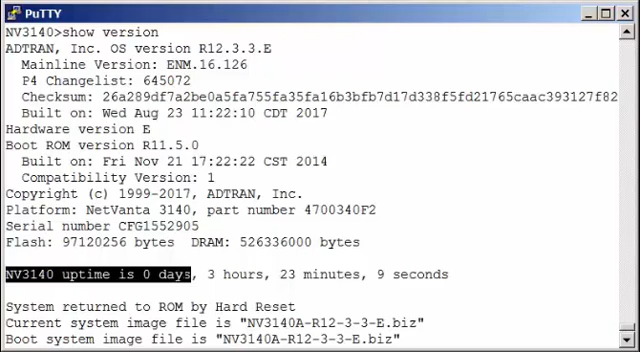 PuTTY
NV3140>show version
ADTRAN, Inc. OS version R12.3.3.E
Mainline Version: ENM.16.126
P4 Changelist: 645072
Checksum: 26a289df7a2be0a5fa755fa35fa16b3bfb7d17d338f5fd21765caac393127f82
Built on: Wed Aug 23 11:22:10 CDT 2017
Hardware version E
Boot ROM version R11.5.0
Built on: Fri Nov 21 17:22:22 CST 2014
Compatibility Version: 1
Copyright (c) 1999-2017, ADTRAN, Inc.
Platform: NetVanta 3140, part number 4700340F2
Serial number CFG1552905
Flash: 97120256 bytes  DRAM: 526336000 bytes
NV3140 uptime is 0 days, 3 hours, 23 minutes, 9 seconds
System returned to ROM by Hard Reset
Current system image file is "NV3140A-R12-3-3-E.biz"
Boot system image file is "NV3140A-R12-3-3-E.biz"